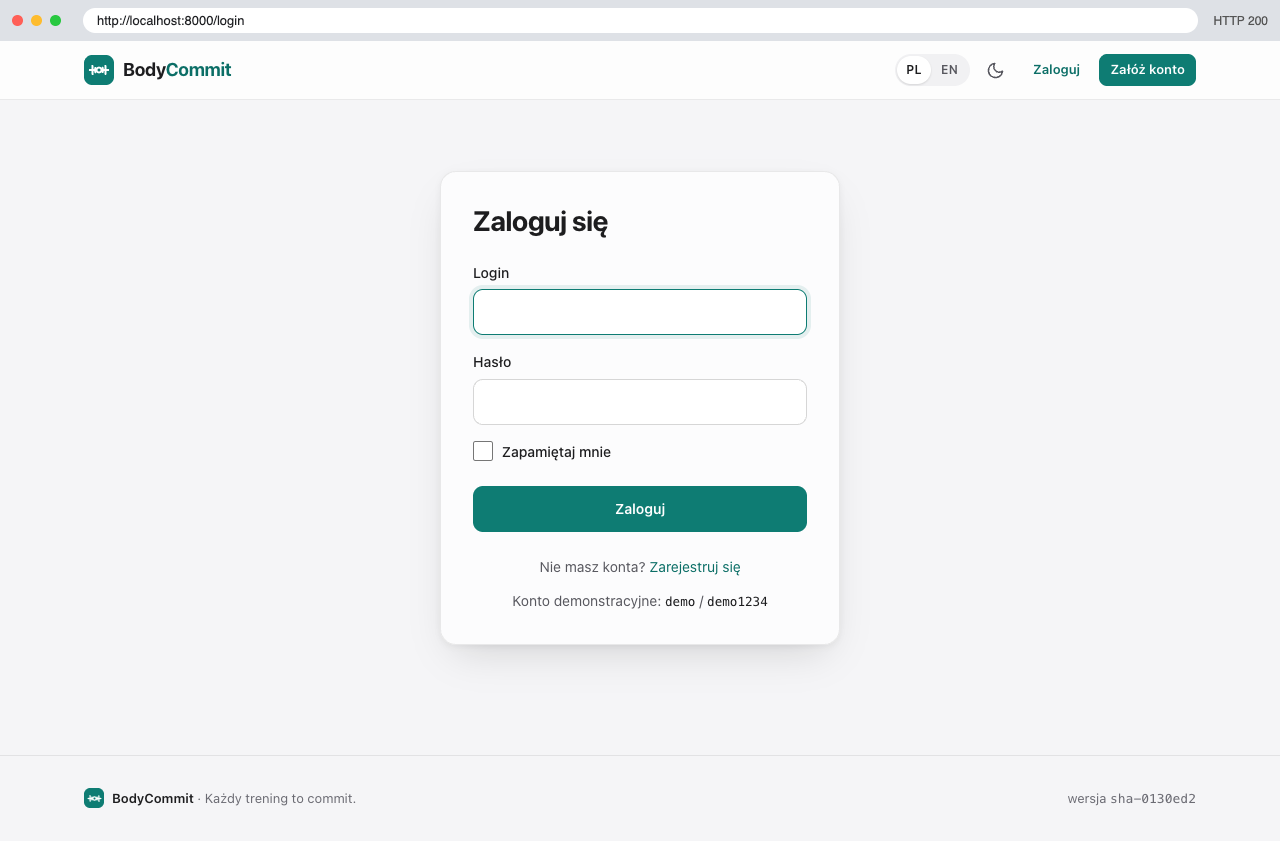 http://localhost:8000/login
HTTP 200
BodyCommit
PL EN
Zaloguj
Załóż konto
Zaloguj się
Login
Hasło
Zapamiętaj mnie
Zaloguj
Nie masz konta? Zarejestruj się
Konto demonstracyjne: demo / demo1234
BodyCommit · Każdy trening to commit.
wersja sha-0130ed2